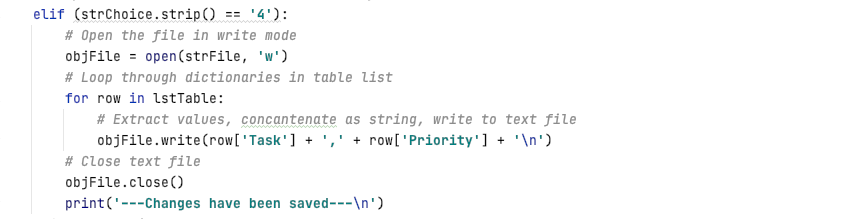 elif (strChoice.strip() == '4'):
    # Open the file in write mode
    objFile = open(strFile, 'w')
    # Loop through dictionaries in table list
    for row in lstTable:
        # Extract values, concantenate as string, write to text file
        objFile.write(row['Task'] + ',' + row['Priority'] + '\n')
    # Close text file
    objFile.close()
    print('---Changes have been saved---\n')